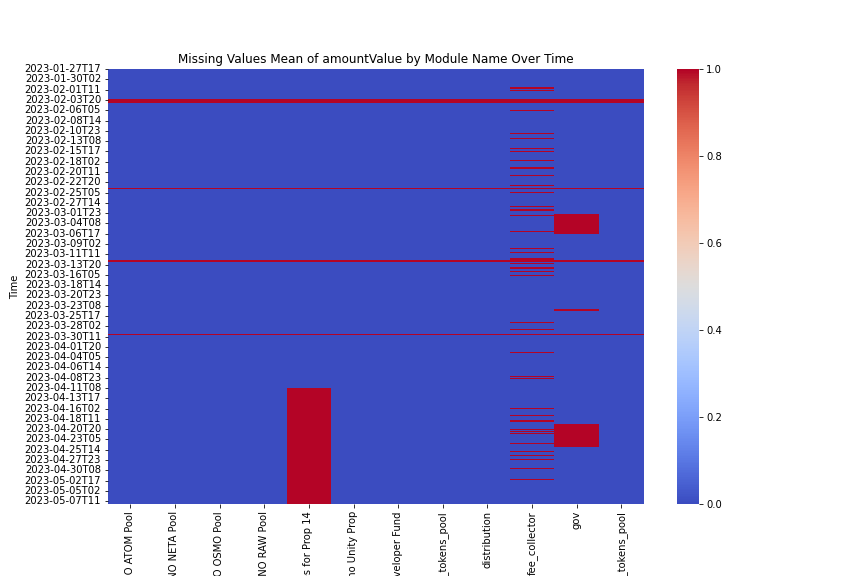 Missing Values Mean of amountValue by Module Name Over Time
2023-01-27T17
2023-01-30T02
2023-02-01T11
2023-02-03T20
2023-02-06T05
2023-02-08T14
2023-02-10T23
2023-02-13T08
2023-02-15T17
2023-02-18T02
2023-02-20T11
2023-02-22T20
2023-02-25T05
2023-02-27T14
2023-03-01T23
2023-03-04T08
2023-03-06T17
2023-03-09T02
2023-03-11T11
2023-03-13T20
2023-03-16T05
2023-03-18T14
2023-03-20T23
2023-03-23T08
2023-03-25T17
2023-03-28T02
2023-03-30T11
2023-04-01T20
2023-04-04T05
2023-04-06T14
2023-04-08T23
2023-04-11T08
2023-04-13T17
2023-04-16T02
2023-04-18T11
2023-04-20T20
2023-04-23T05
2023-04-25T14
2023-04-27T23
2023-04-30T08
2023-05-02T17
2023-05-05T02
2023-05-07T11
Time
O ATOM Pool
NO NETA Pool
O OSMO Pool
NO RAW Pool
s for Prop 14
no Unity Prop
veloper Fund
_tokens_pool
distribution
fee_collector
gov
_tokens_pool
1.0
0.8
0.6
0.4
0.2
0.0